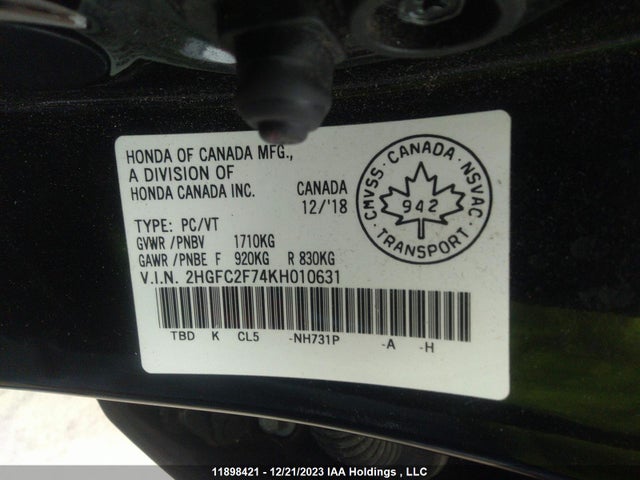 HONDA OF CANADA MFG.,
A DIVISION OF
HONDA CANADA INC. CANADA
12/'18
TYPE: PC/VT
GVWR /PNBV 1710KG
GAWR /PNBE F 920KG R 830KG
V.I.N. 2HGFC2F74KH010631
TBD K CL5 -NH731P -A -H
CMVSS · CANADA · NSVAC
942
· TRANSPORT ·
11898421 - 12/21/2023 IAA Holdings , LLC